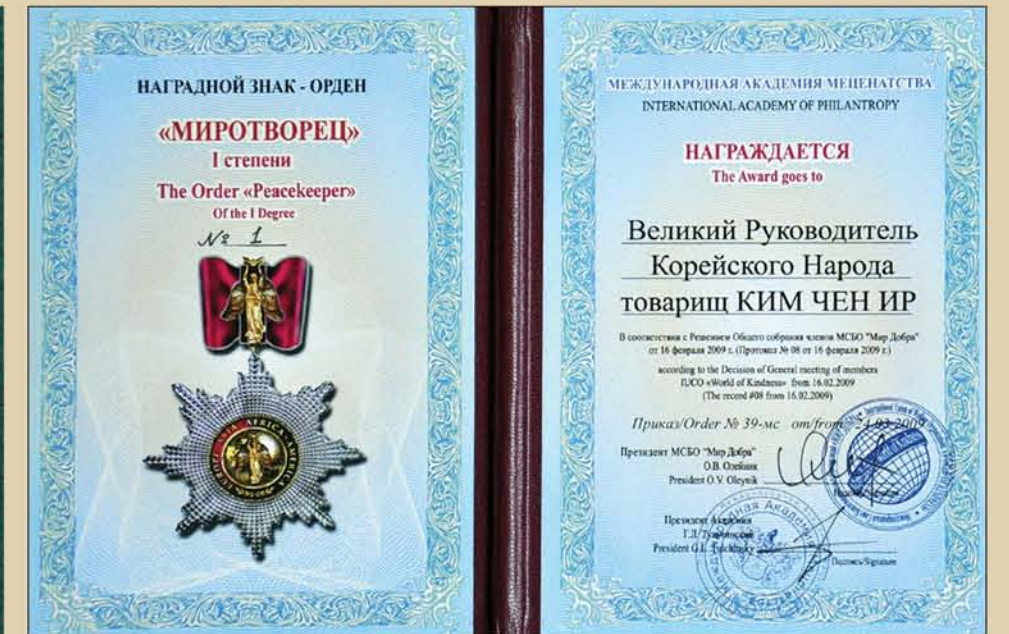 НАГРАДНОЙ ЗНАК - ОРДЕН
«МИРОТВОРЕЦ»
I степени
The Order «Peacekeeper»
Of the I Degree
№ 1
EUROPE ASIA AFRICA AMERICA
МЕЖДУНАРОДНАЯ АКАДЕМИЯ МЕЦЕНАТСТВА
INTERNATIONAL ACADEMY OF PHILANTROPY
НАГРАЖДАЕТСЯ
The Award goes to
Великий Руководитель
Корейского Народа
товарищ КИМ ЧЕН ИР
В соответствии с Решением Общего собрания членов МСБО "Мир Добра"
от 16 февраля 2009 г. (Протокол № 08 от 16 февраля 2009 г.)
according to the Decision of General meeting of members
IUCO «World of Kindness» from 16.02.2009
(The record #08 from 16.02.2009)
Приказ/Order № 39-мс от/from 24.03.2009
Президент МСБО "Мир Добра"
О.В. Олейник
President O.V. Oleynik
Президент Академии
Г.Л.
President G.L.
Подпись/Signature